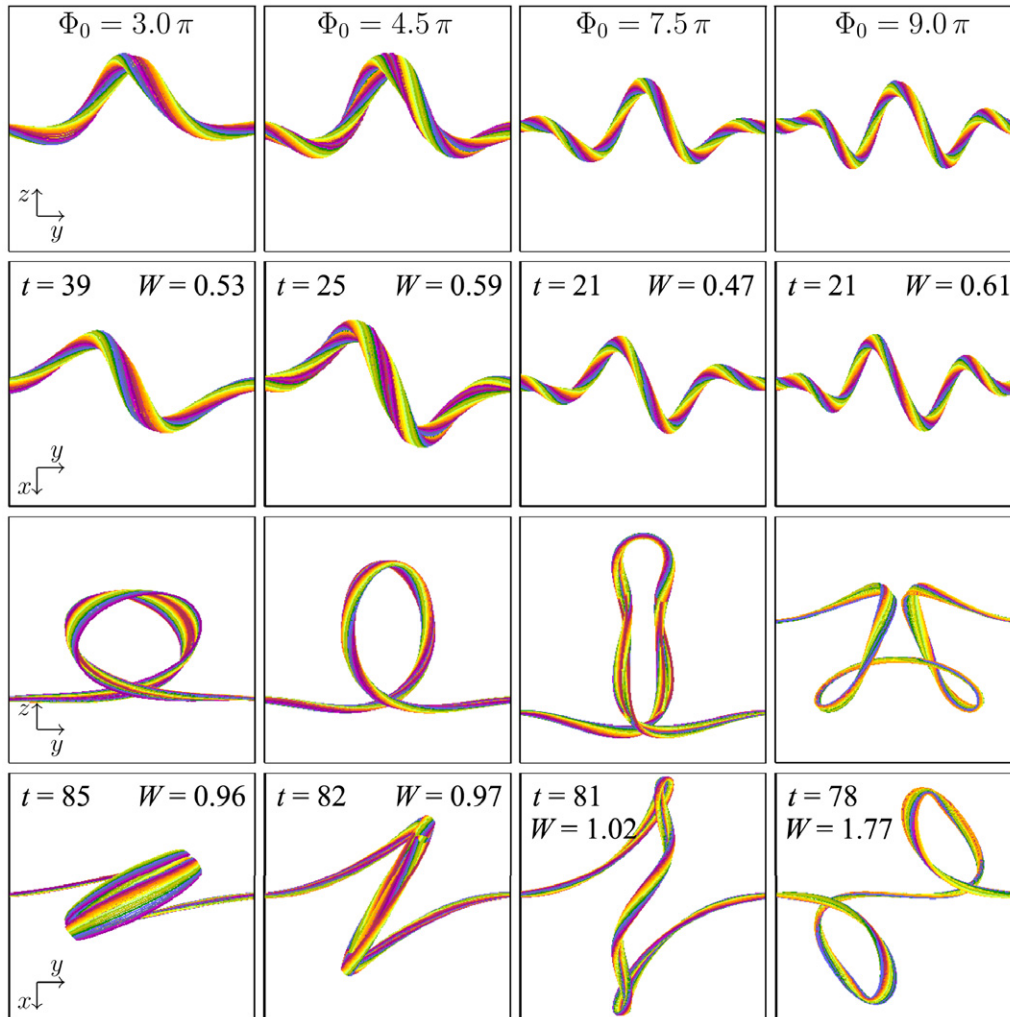 Φ₀ = 3.0 π Φ₀ = 4.5 π Φ₀ = 7.5 π Φ₀ = 9.0 π
z
y
t = 39 W = 0.53 t = 25 W = 0.59 t = 21 W = 0.47 t = 21 W = 0.61
y
x
z
y
t = 85 W = 0.96 t = 82 W = 0.97 t = 81 t = 78
W = 1.02 W = 1.77
y
x